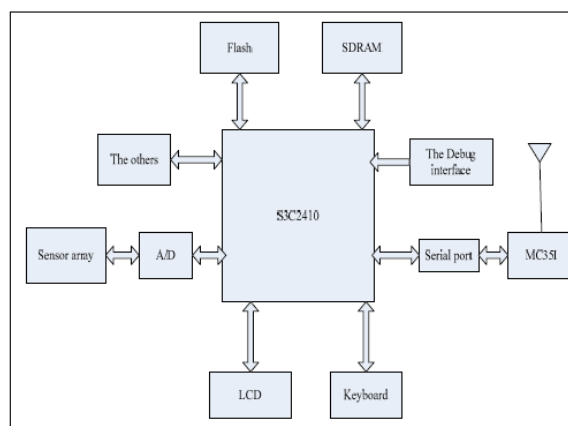 Flash
SDRAM
The others
The Debug
interface
S3C2410
Sensor array
A/D
Serial port
MC35I
LCD
Keyboard